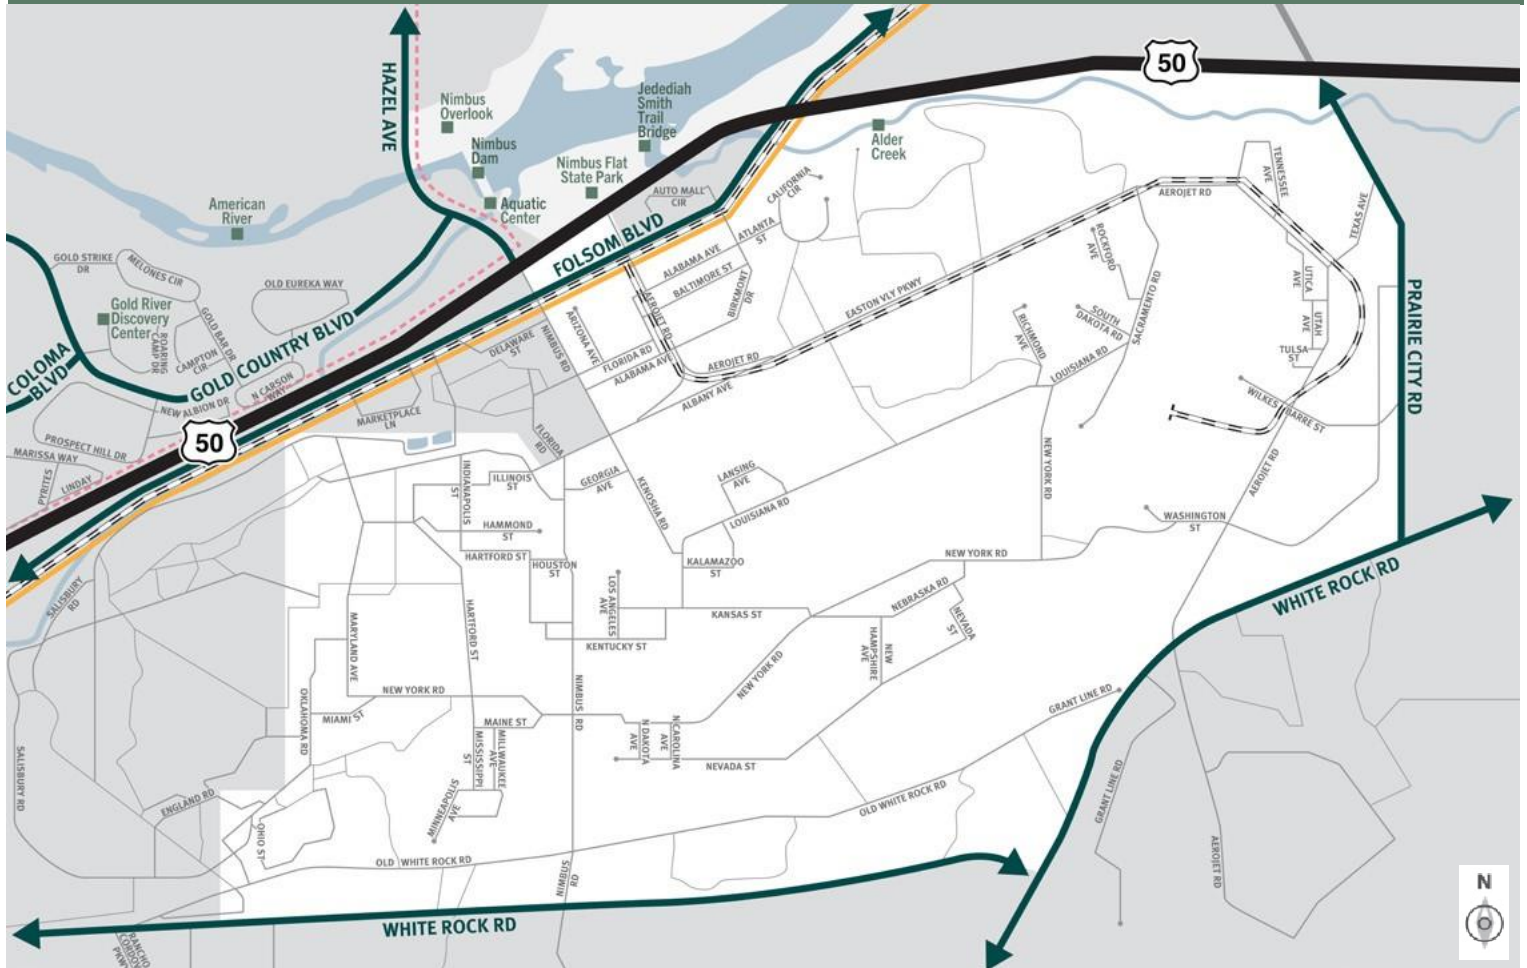 50
HAZEL AVE
Nimbus
Overlook
Jedediah
Smith
Trail
Bridge
Nimbus
Dam
Nimbus Flat
State Park
Alder
Creek
Aquatic
Center
American
River
AUTO MALL
CIR
CALIFORNIA
CIR
ATLANTA
ST
TENNESSEE
AVE
AEROJET RD
TEXAS AVE
FOLSOM BLVD
GOLD STRIKE
DR
MELONES CIR
OLD EUREKA WAY
ALABAMA AVE
BALTIMORE ST
BIRKMONT
DR
ROCKFORD
AVE
EASTON VLY PKWY
SACRAMENTO RD
UTICA
AVE
UTAH
AVE
TULSA
ST
PRAIRIE CITY RD
Gold River
Discovery
Center
ROARING
CAMP DR
GOLD BAR DR
CAMPTON
CIR
GOLD COUNTRY BLVD
COLOMA
BLVD
N CARSON
WAY
NEW ALBION DR
DELAWARE
ST
NIMBUS RD
ARIZONA AVE
AEROJET RD
FLORIDA RD
ALABAMA AVE
AEROJET RD
ALBANY AVE
RICHMOND
AVE
SOUTH
DAKOTA RD
LOUISIANA RD
WILKES BARRE ST
MARKETPLACE
LN
50
PROSPECT HILL DR
MARISSA WAY
PYRITES
LINDAY
FLORIDA
RD
INDIANAPOLIS
ST
ILLINOIS
ST
GEORGIA
AVE
KENOSHA RD
LANSING
AVE
LOUISIANA RD
NEW YORK RD
AEROJET RD
WASHINGTON
ST
HAMMOND
ST
HARTFORD ST
HOUSTON
ST
KALAMAZOO
ST
NEW YORK RD
WHITE ROCK RD
SALISBURY
RD
LOS ANGELES
AVE
KANSAS ST
KENTUCKY ST
NEBRASKA RD
NEVADA
ST
NEW
HAMPSHIRE
AVE
MARYLAND AVE
HARTFORD ST
NEW YORK RD
NEW YORK RD
OKLAHOMA RD
MIAMI ST
MAINE ST
NIMBUS RD
N DAKOTA
AVE
N CAROLINA
AVE
NEVADA ST
GRANT LINE RD
MISSISSIPPI
ST
MILLWAUKEE
AVE
MINNEAPOLIS
AVE
SALISBURY RD
ENGLAND RD
OHIO ST
OLD WHITE ROCK RD
OLD WHITE ROCK RD
GRANT LINE RD
AEROJET RD
NIMBUS
RD
WHITE ROCK RD
RANCHO
CORDOVA
PKWY
N